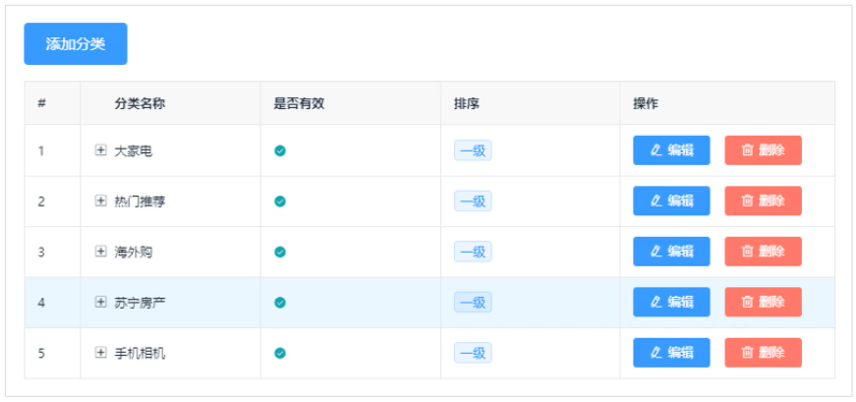 添加分类
# 分类名称 是否有效 排序 操作
1 大家电 一级 编辑 删除
2 热门推荐 一级 编辑 删除
3 海外购 一级 编辑 删除
4 苏宁房产 一级 编辑 删除
5 手机相机 一级 编辑 删除